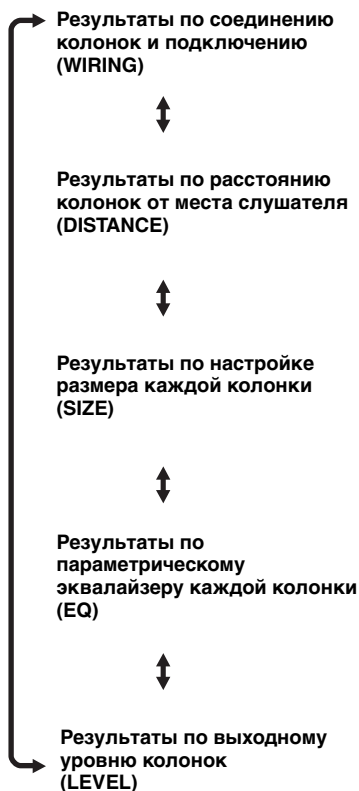 Результаты по соединению
колонок и подключению
(WIRING)
Результаты по расстоянию
колонок от места слушателя
(DISTANCE)
Результаты по настройке
размера каждой колонки
(SIZE)
Результаты по
параметрическому
эквалайзеру каждой колонки
(EQ)
Результаты по выходному
уровню колонок
(LEVEL)